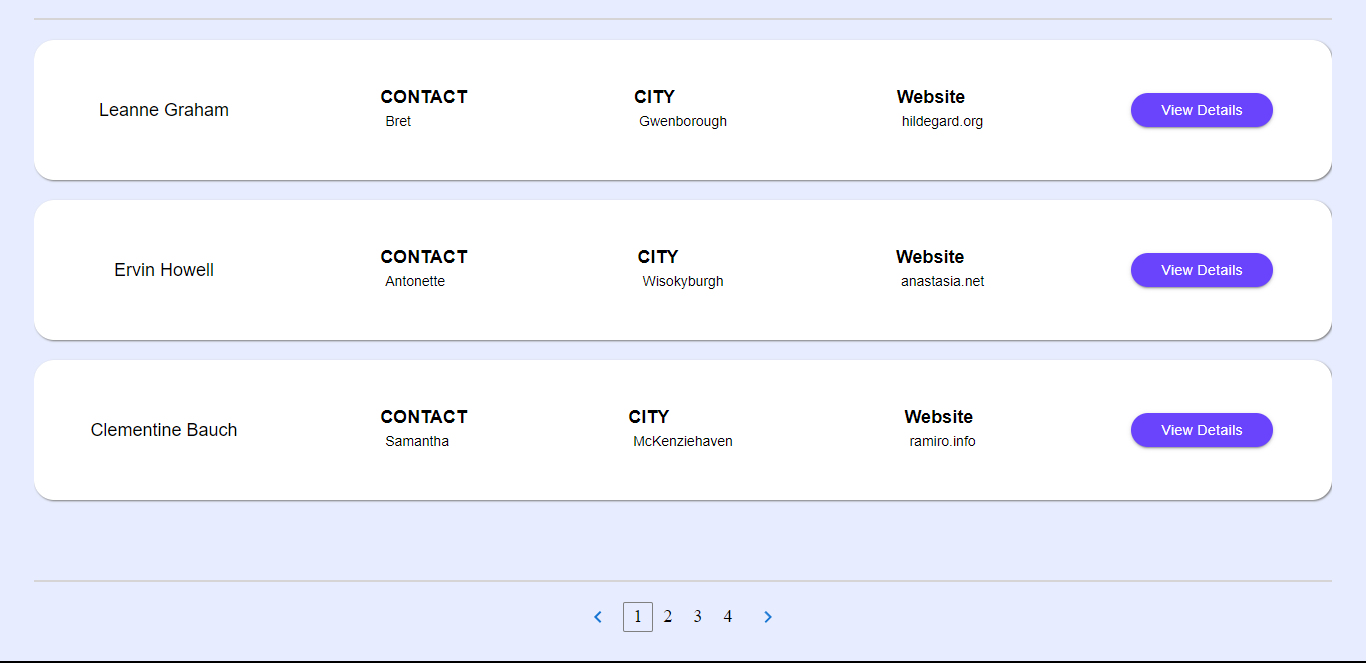 Leanne Graham
CONTACT
Bret
CITY
Gwenborough
Website
hildegard.org
View Details
Ervin Howell
CONTACT
Antonette
CITY
Wisokyburgh
Website
anastasia.net
View Details
Clementine Bauch
CONTACT
Samantha
CITY
McKenziehaven
Website
ramiro.info
View Details
1 2 3 4